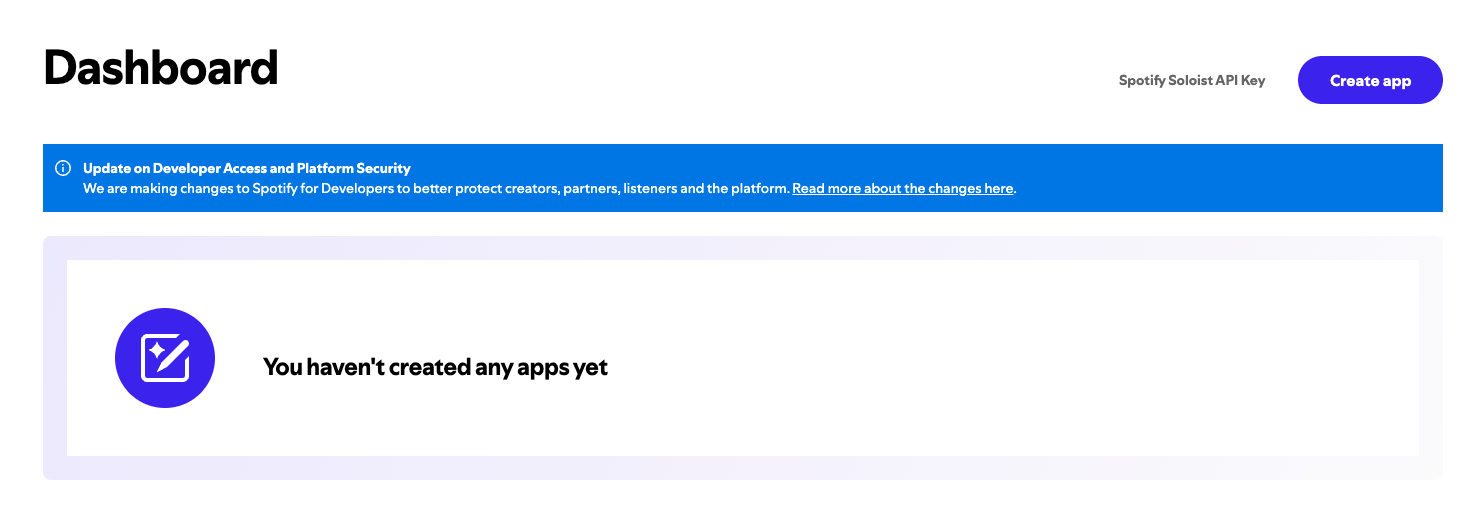 Dashboard
Spotify Soloist API Key
Create app
Update on Developer Access and Platform Security
We are making changes to Spotify for Developers to better protect creators, partners, listeners and the platform. Read more about the changes here.
You haven't created any apps yet